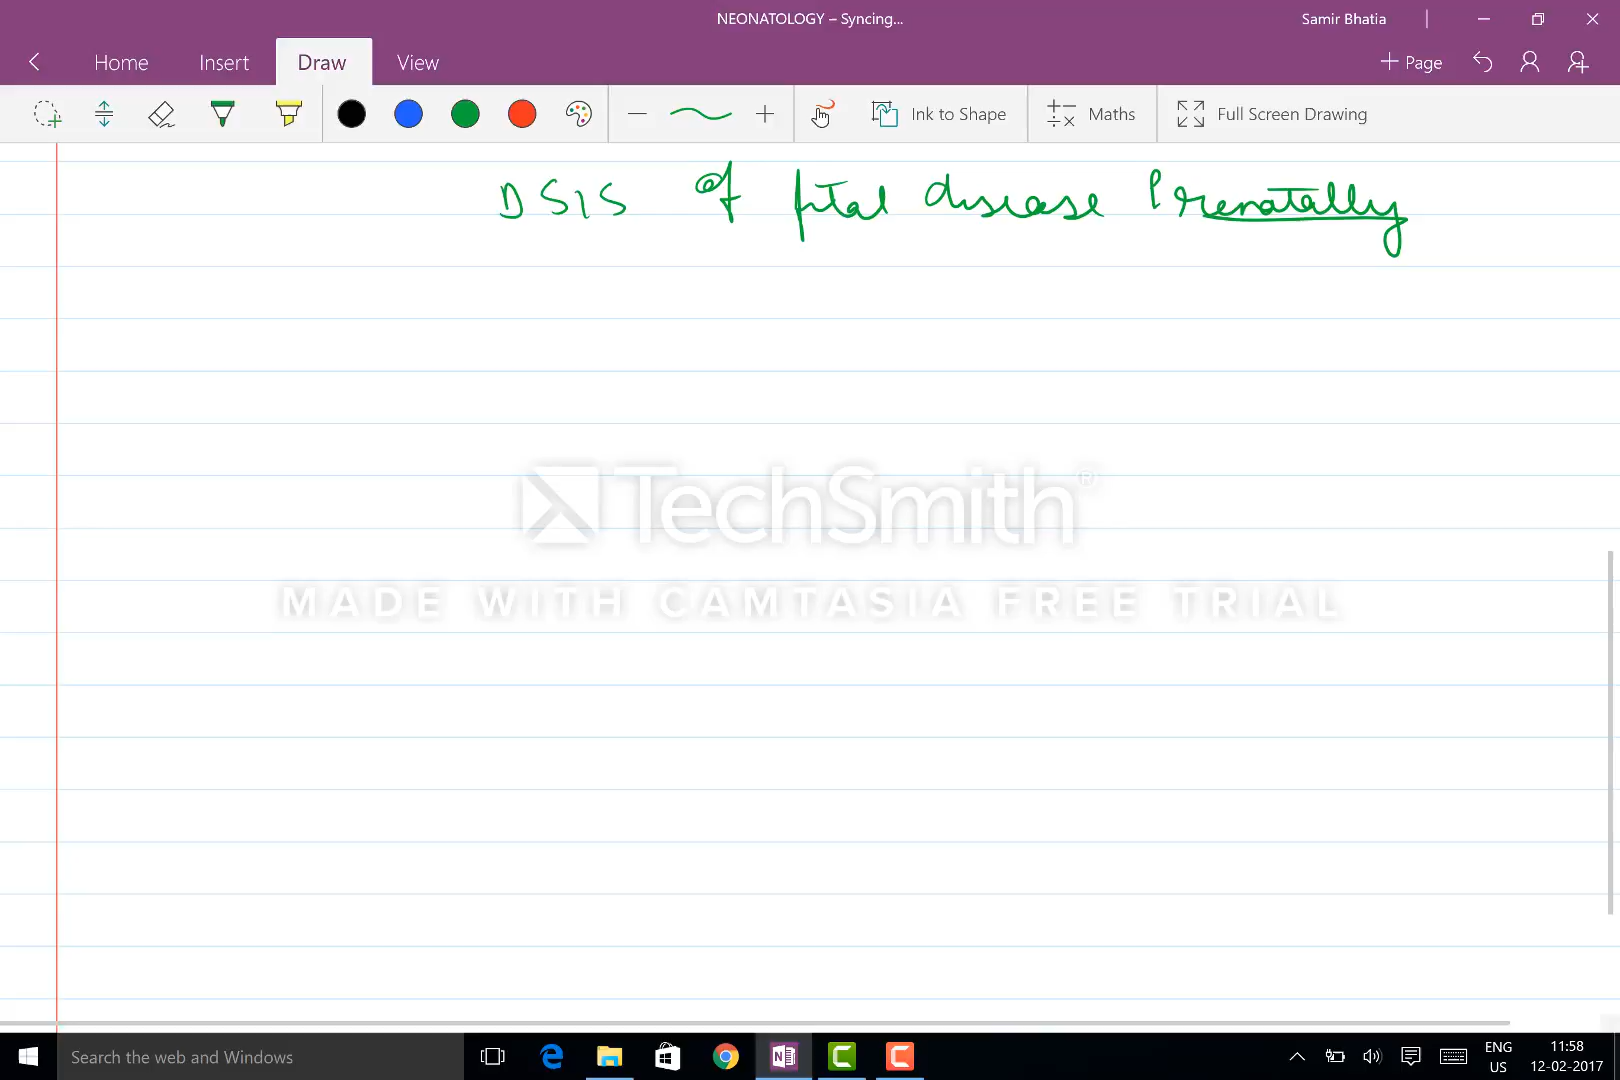 NEONATOLOGY – Syncing...
Samir Bhatia
Home Insert Draw View
Page
Ink to Shape Maths Full Screen Drawing
DSIS of fetal disease Prenatally
TechSmith®
MADE WITH CAMTASIA FREE TRIAL
Search the web and Windows
ENG 11:58
US 12-02-2017